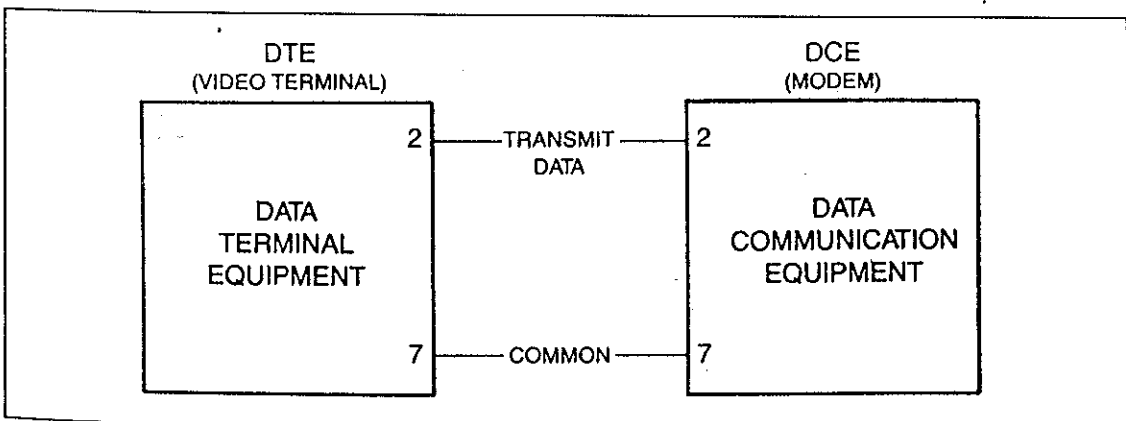 DTE
(VIDEO TERMINAL)
DCE
(MODEM)
2
TRANSMIT
DATA
2
DATA
TERMINAL
EQUIPMENT
DATA
COMMUNICATION
EQUIPMENT
7
COMMON
7